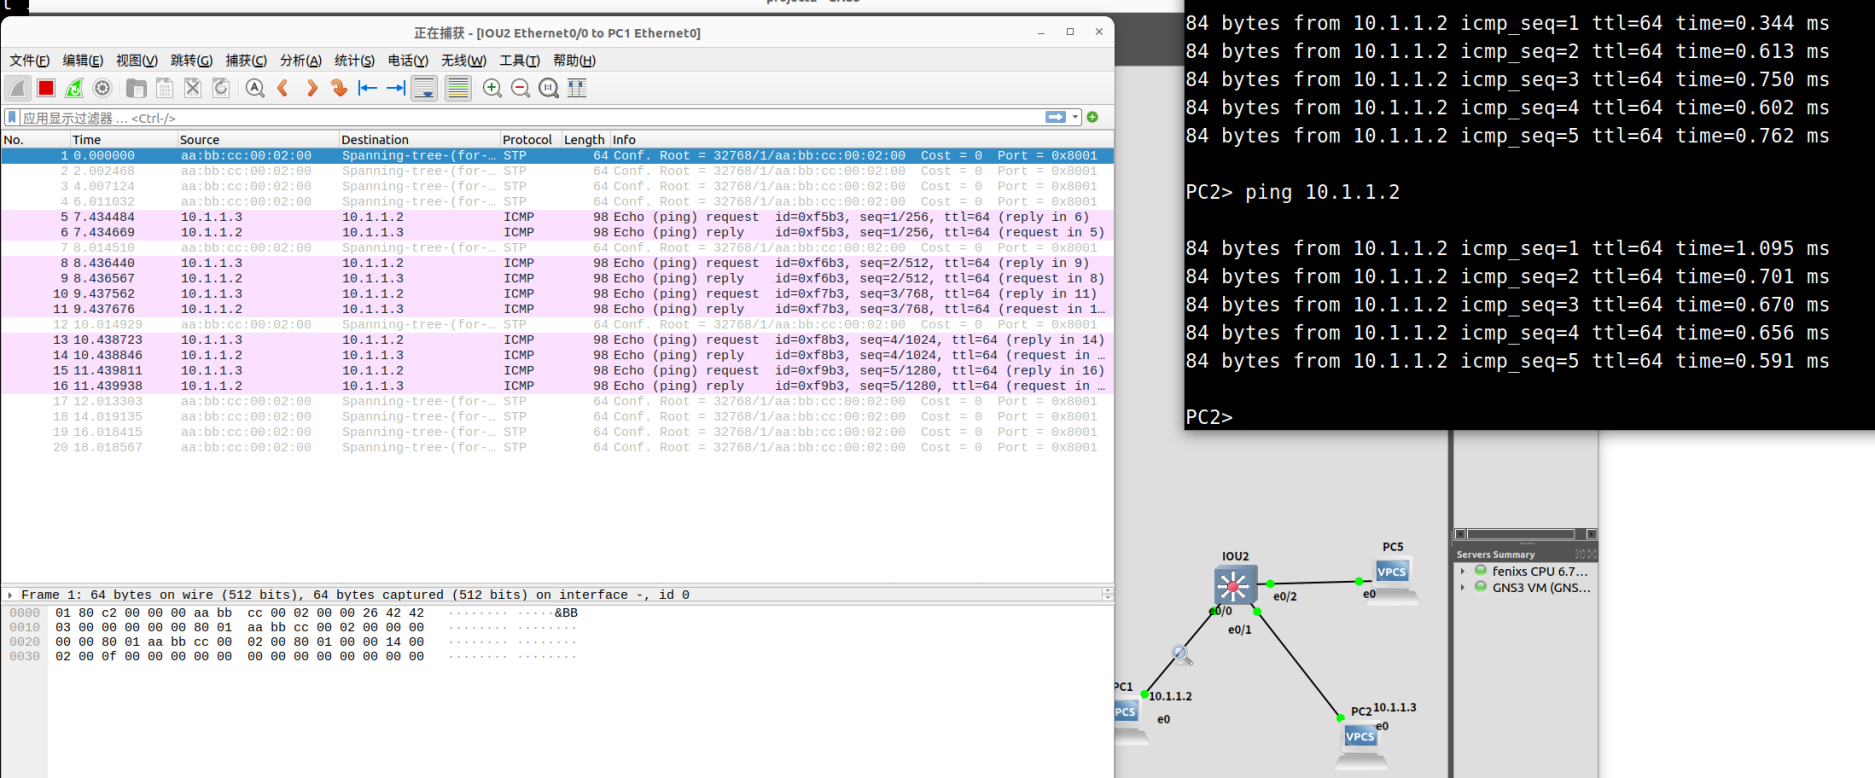 正在捕获 - [IOU2 Ethernet0/0 to PC1 Ethernet0]
文件(F) 编辑(E) 视图(V) 跳转(G) 捕获(C) 分析(A) 统计(S) 电话(Y) 无线(W) 工具(T) 帮助(H)
应用显示过滤器 … <Ctrl-/>
No. Time Source Destination Protocol Length Info
1 0.000000 aa:bb:cc:00:02:00 Spanning-tree-(for-… STP 64 Conf. Root = 32768/1/aa:bb:cc:00:02:00 Cost = 0 Port = 0x8001
2 2.002468 aa:bb:cc:00:02:00 Spanning-tree-(for-… STP 64 Conf. Root = 32768/1/aa:bb:cc:00:02:00 Cost = 0 Port = 0x8001
3 4.007124 aa:bb:cc:00:02:00 Spanning-tree-(for-… STP 64 Conf. Root = 32768/1/aa:bb:cc:00:02:00 Cost = 0 Port = 0x8001
4 6.011032 aa:bb:cc:00:02:00 Spanning-tree-(for-… STP 64 Conf. Root = 32768/1/aa:bb:cc:00:02:00 Cost = 0 Port = 0x8001
5 7.434484 10.1.1.3 10.1.1.2 ICMP 98 Echo (ping) request id=0xf5b3, seq=1/256, ttl=64 (reply in 6)
6 7.434669 10.1.1.2 10.1.1.3 ICMP 98 Echo (ping) reply id=0xf5b3, seq=1/256, ttl=64 (request in 5)
7 8.014510 aa:bb:cc:00:02:00 Spanning-tree-(for-… STP 64 Conf. Root = 32768/1/aa:bb:cc:00:02:00 Cost = 0 Port = 0x8001
8 8.436440 10.1.1.3 10.1.1.2 ICMP 98 Echo (ping) request id=0xf6b3, seq=2/512, ttl=64 (reply in 9)
9 8.436567 10.1.1.2 10.1.1.3 ICMP 98 Echo (ping) reply id=0xf6b3, seq=2/512, ttl=64 (request in 8)
10 9.437562 10.1.1.3 10.1.1.2 ICMP 98 Echo (ping) request id=0xf7b3, seq=3/768, ttl=64 (reply in 11)
11 9.437676 10.1.1.2 10.1.1.3 ICMP 98 Echo (ping) reply id=0xf7b3, seq=3/768, ttl=64 (request in 1…
12 10.014929 aa:bb:cc:00:02:00 Spanning-tree-(for-… STP 64 Conf. Root = 32768/1/aa:bb:cc:00:02:00 Cost = 0 Port = 0x8001
13 10.438723 10.1.1.3 10.1.1.2 ICMP 98 Echo (ping) request id=0xf8b3, seq=4/1024, ttl=64 (reply in 14)
14 10.438846 10.1.1.2 10.1.1.3 ICMP 98 Echo (ping) reply id=0xf8b3, seq=4/1024, ttl=64 (request in …
15 11.439811 10.1.1.3 10.1.1.2 ICMP 98 Echo (ping) request id=0xf9b3, seq=5/1280, ttl=64 (reply in 16)
16 11.439938 10.1.1.2 10.1.1.3 ICMP 98 Echo (ping) reply id=0xf9b3, seq=5/1280, ttl=64 (request in …
17 12.013303 aa:bb:cc:00:02:00 Spanning-tree-(for-… STP 64 Conf. Root = 32768/1/aa:bb:cc:00:02:00 Cost = 0 Port = 0x8001
18 14.019135 aa:bb:cc:00:02:00 Spanning-tree-(for-… STP 64 Conf. Root = 32768/1/aa:bb:cc:00:02:00 Cost = 0 Port = 0x8001
19 16.018415 aa:bb:cc:00:02:00 Spanning-tree-(for-… STP 64 Conf. Root = 32768/1/aa:bb:cc:00:02:00 Cost = 0 Port = 0x8001
20 18.018567 aa:bb:cc:00:02:00 Spanning-tree-(for-… STP 64 Conf. Root = 32768/1/aa:bb:cc:00:02:00 Cost = 0 Port = 0x8001
Frame 1: 64 bytes on wire (512 bits), 64 bytes captured (512 bits) on interface -, id 0
0000 01 80 c2 00 00 00 aa bb cc 00 02 00 00 26 42 42 ········ ·····&BB
0010 03 00 00 00 00 00 80 01 aa bb cc 00 02 00 00 00 ········ ········
0020 00 00 80 01 aa bb cc 00 02 00 80 01 00 00 14 00 ········ ········
0030 02 00 0f 00 00 00 00 00 00 00 00 00 00 00 00 00 ········ ········
84 bytes from 10.1.1.2 icmp_seq=1 ttl=64 time=0.344 ms
84 bytes from 10.1.1.2 icmp_seq=2 ttl=64 time=0.613 ms
84 bytes from 10.1.1.2 icmp_seq=3 ttl=64 time=0.750 ms
84 bytes from 10.1.1.2 icmp_seq=4 ttl=64 time=0.602 ms
84 bytes from 10.1.1.2 icmp_seq=5 ttl=64 time=0.762 ms
PC2> ping 10.1.1.2
84 bytes from 10.1.1.2 icmp_seq=1 ttl=64 time=1.095 ms
84 bytes from 10.1.1.2 icmp_seq=2 ttl=64 time=0.701 ms
84 bytes from 10.1.1.2 icmp_seq=3 ttl=64 time=0.670 ms
84 bytes from 10.1.1.2 icmp_seq=4 ttl=64 time=0.656 ms
84 bytes from 10.1.1.2 icmp_seq=5 ttl=64 time=0.591 ms
PC2>
IOU2
e0/0
e0/1
e0/2
PC5
VPCS
e0
PC1
10.1.1.2
PCS
e0
PC2
10.1.1.3
e0
VPCS
Servers Summary
fenixs CPU 6.7…
GNS3 VM (GNS…